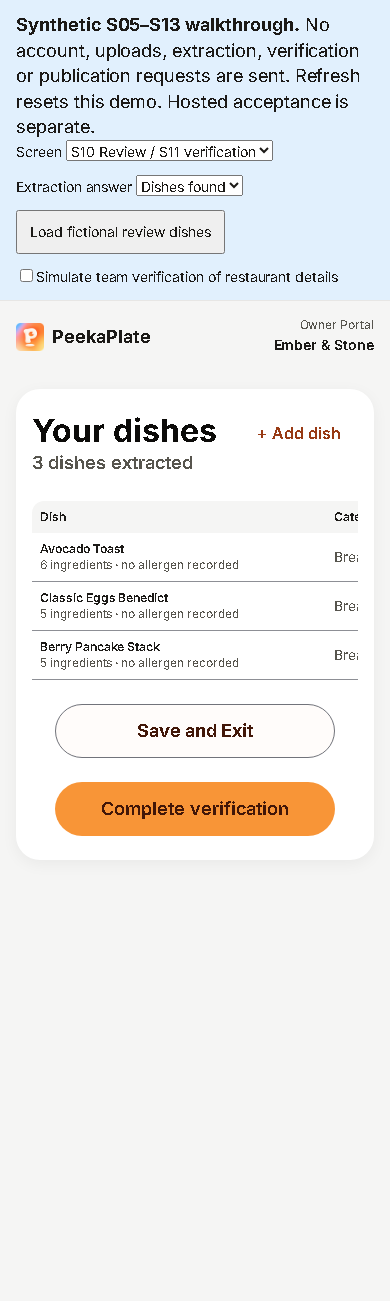 Synthetic S05–S13 walkthrough. No
account, uploads, extraction, verification
or publication requests are sent. Refresh
resets this demo. Hosted acceptance is
separate.
Screen S10 Review / S11 verification
Extraction answer Dishes found
Load fictional review dishes
Simulate team verification of restaurant details
PeekaPlate
Owner Portal
Ember & Stone
Your dishes
+ Add dish
3 dishes extracted
Dish Cate
Avocado Toast
6 ingredients · no allergen recorded Brea
Classic Eggs Benedict
5 ingredients · no allergen recorded Brea
Berry Pancake Stack
5 ingredients · no allergen recorded Brea
Save and Exit
Complete verification